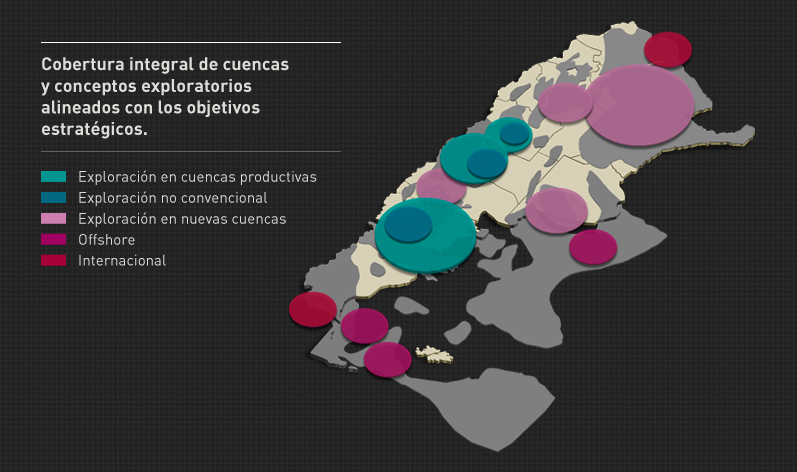 Cobertura integral de cuencas
y conceptos exploratorios
alineados con los objetivos
estratégicos.
Exploración en cuencas productivas
Exploración no convencional
Exploración en nuevas cuencas
Offshore
Internacional